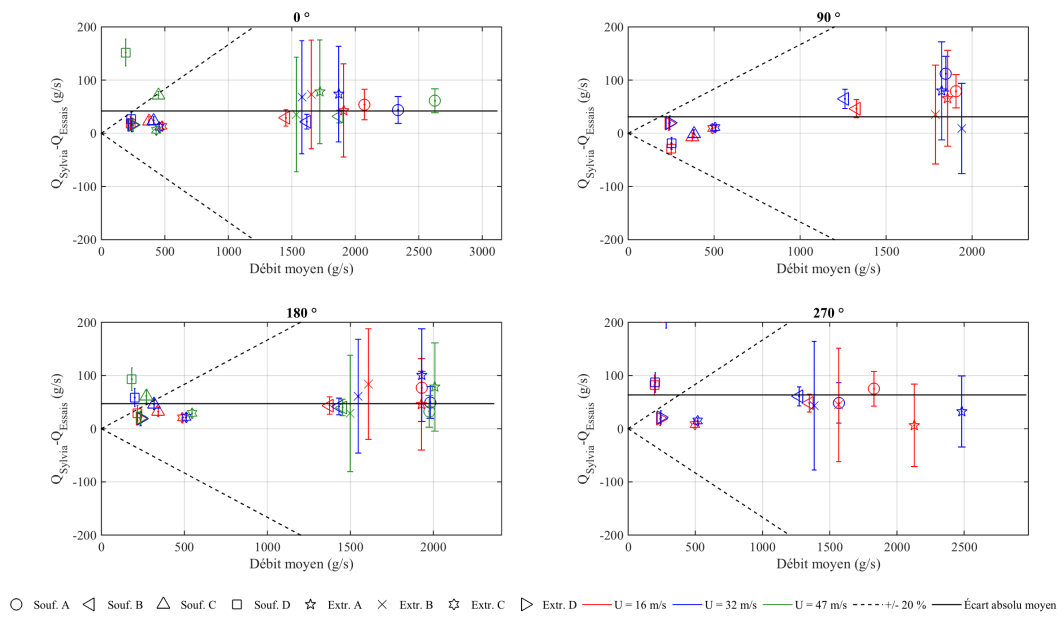 0 °
200
100
0
-100
-200
Q_Sylvia-Q_Essais (g/s)
0 500 1000 1500 2000 2500 3000
Débit moyen (g/s)
90 °
200
100
0
-100
-200
Q_Sylvia-Q_Essais (g/s)
0 500 1000 1500 2000
Débit moyen (g/s)
180 °
200
100
0
-100
-200
Q_Sylvia-Q_Essais (g/s)
0 500 1000 1500 2000
Débit moyen (g/s)
270 °
200
100
0
-100
-200
Q_Sylvia-Q_Essais (g/s)
0 500 1000 1500 2000 2500
Débit moyen (g/s)
Souf. A Souf. B Souf. C Souf. D Extr. A Extr. B Extr. C Extr. D U = 16 m/s U = 32 m/s U = 47 m/s +/- 20 % Écart absolu moyen